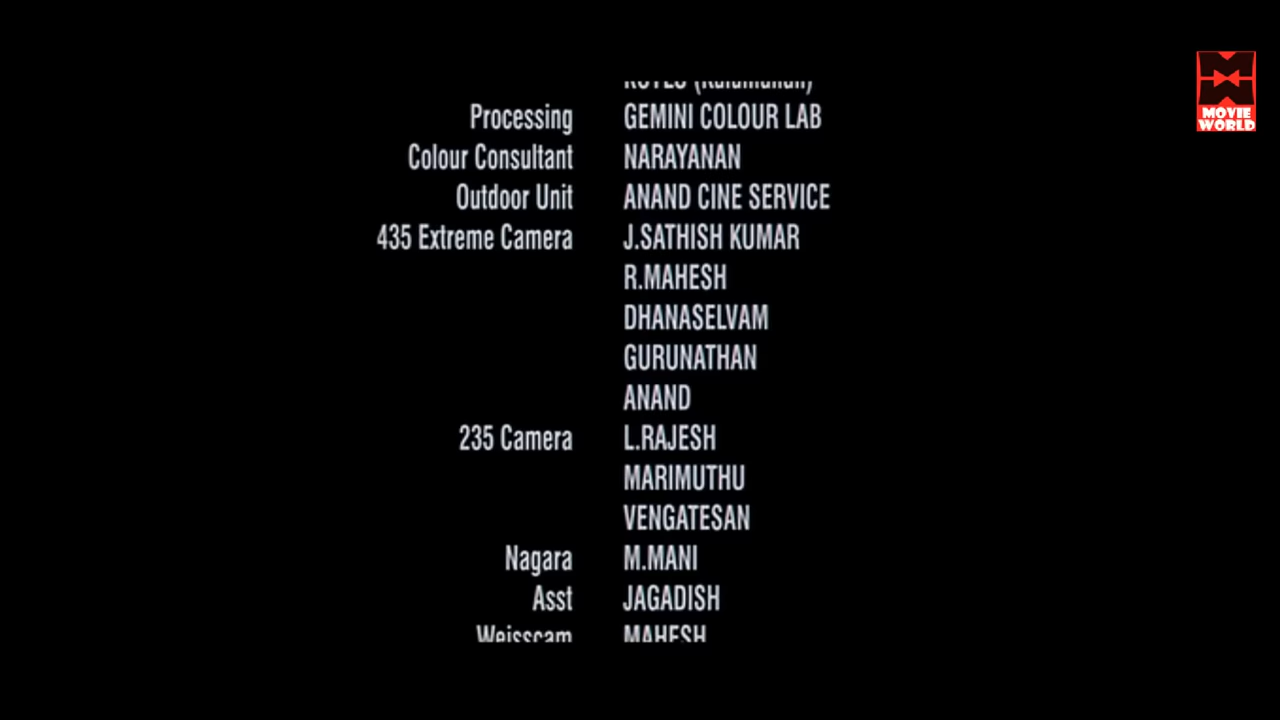 Processing GEMINI COLOUR LAB
Colour Consultant NARAYANAN
Outdoor Unit ANAND CINE SERVICE
435 Extreme Camera J.SATHISH KUMAR
R.MAHESH
DHANASELVAM
GURUNATHAN
ANAND
235 Camera L.RAJESH
MARIMUTHU
VENGATESAN
Nagara M.MANI
Asst JAGADISH
Weisscam MAHESH
MOVIE
WORLD